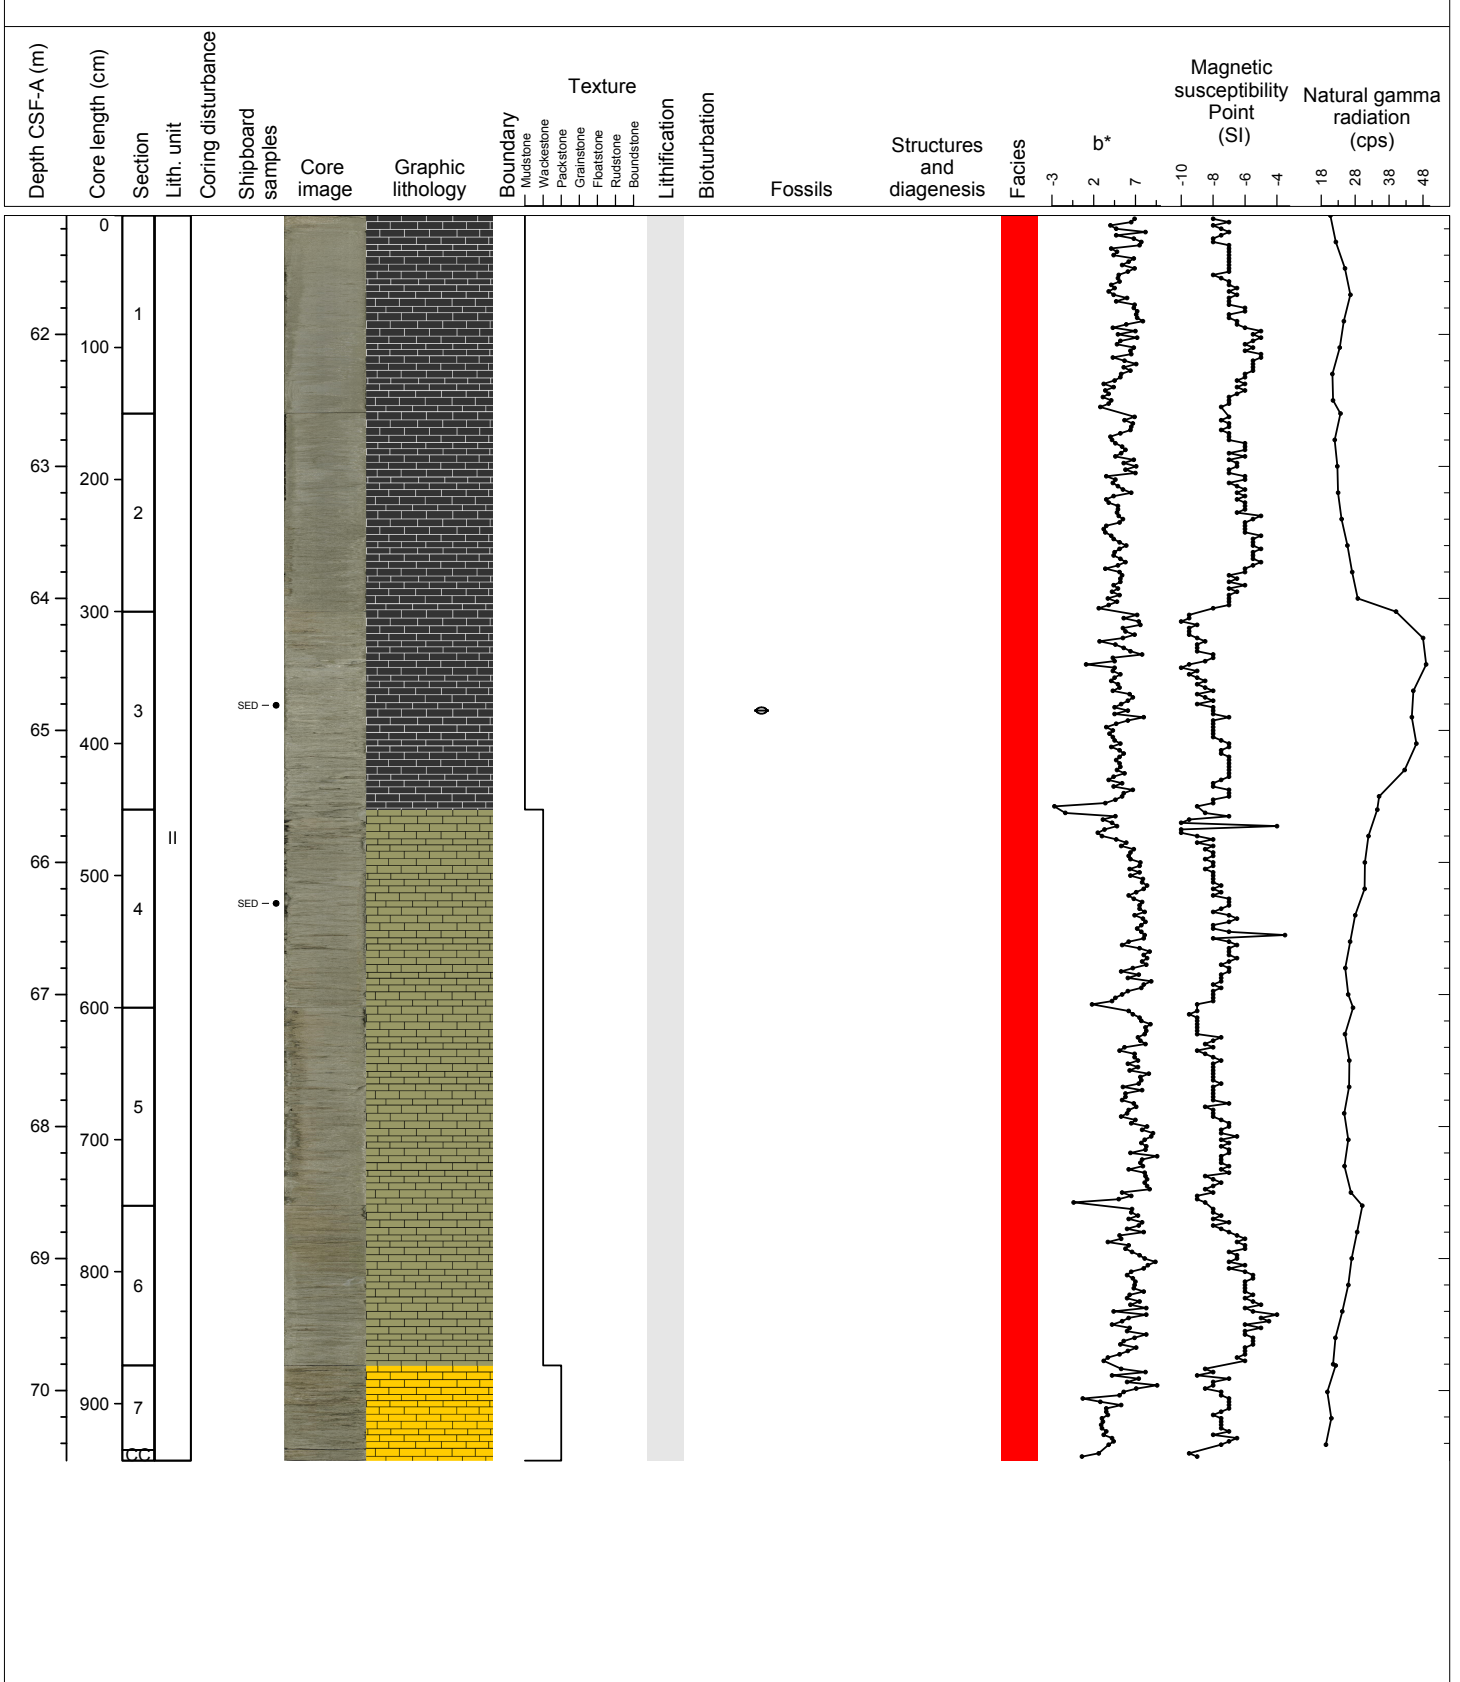 Depth CSF-A (m)
Core length (cm)
Section
Lith. unit
Coring disturbance
Shipboard
samples
Core
image
Graphic
lithology
Boundary
Texture
Mudstone
Wackestone
Packstone
Grainstone
Floatstone
Rudstone
Boundstone
Lithification
Bioturbation
Fossils
Structures
and
diagenesis
Facies
b*
-3 2 7
Magnetic
susceptibility
Point
(SI)
-10 -8 -6 -4
Natural gamma
radiation
(cps)
18 28 38 48
62
63
64
65
66
67
68
69
70
0
100
200
300
400
500
600
700
800
900
1
2
3
4
5
6
7
CC
II
SED
SED